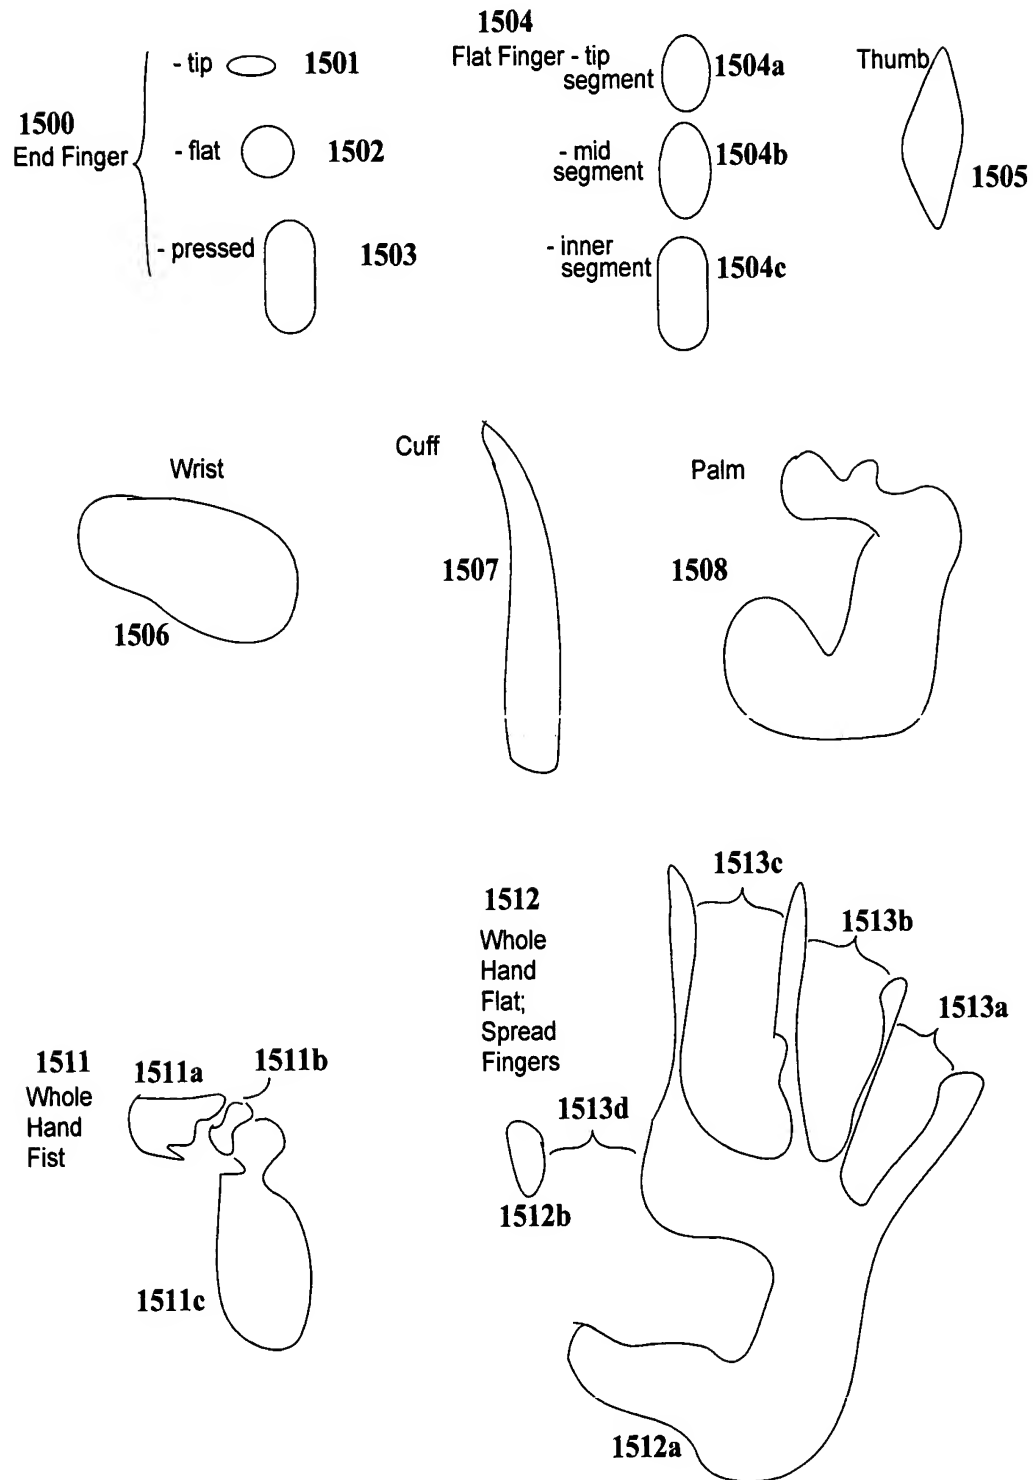 1500
End Finger
- tip 1501
- flat 1502
- pressed 1503
1504
Flat Finger - tip
segment 1504a
- mid
segment 1504b
- inner
segment 1504c
Thumb
1505
Wrist
1506
Cuff
1507
Palm
1508
1511
Whole
Hand
Fist
1511a
1511b
1511c
1512
Whole
Hand
Flat;
Spread
Fingers
1513c
1513b
1513a
1513d
1512b
1512a